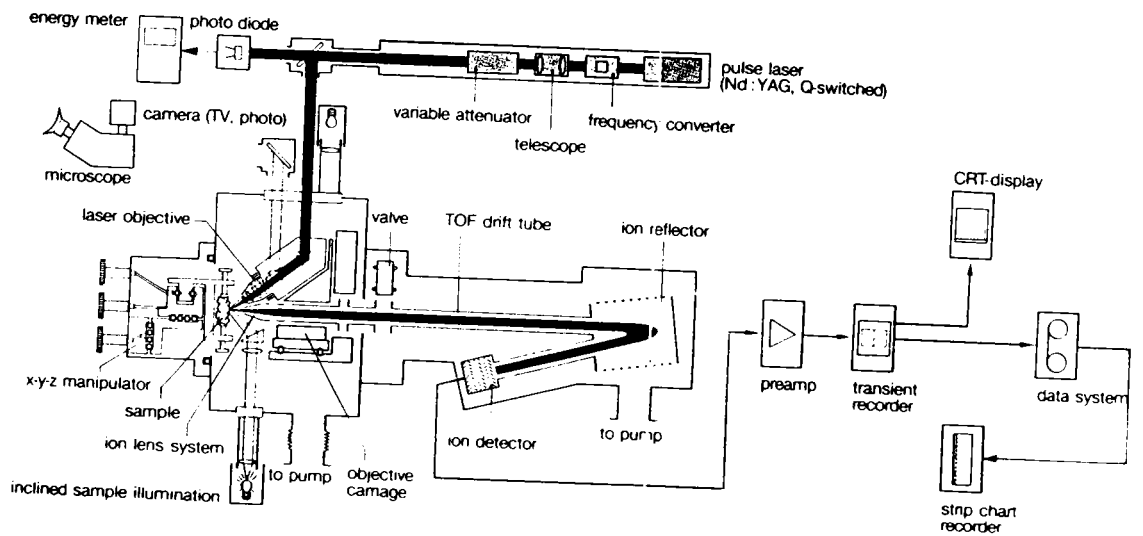 energy meter
photo diode
pulse laser
(Nd : YAG, Q-switched)
variable attenuator
frequency converter
telescope
camera (TV, photo)
microscope
CRT-display
laser objective
valve
TOF drift tube
ion reflector
x-y-z manipulator
sample
ion lens system
preamp
transient
recorder
data system
ion detector
to pump
to pump
objective
carriage
inclined sample illumination
strip chart
recorder